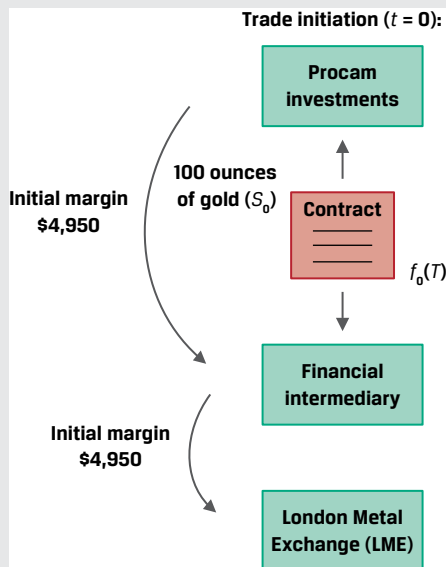 Trade initiation (t = 0):
Procam
investments
100 ounces
of gold (S0)
Contract
Initial margin
$4,950
f0(T)
Financial
intermediary
Initial margin
$4,950
London Metal
Exchange (LME)